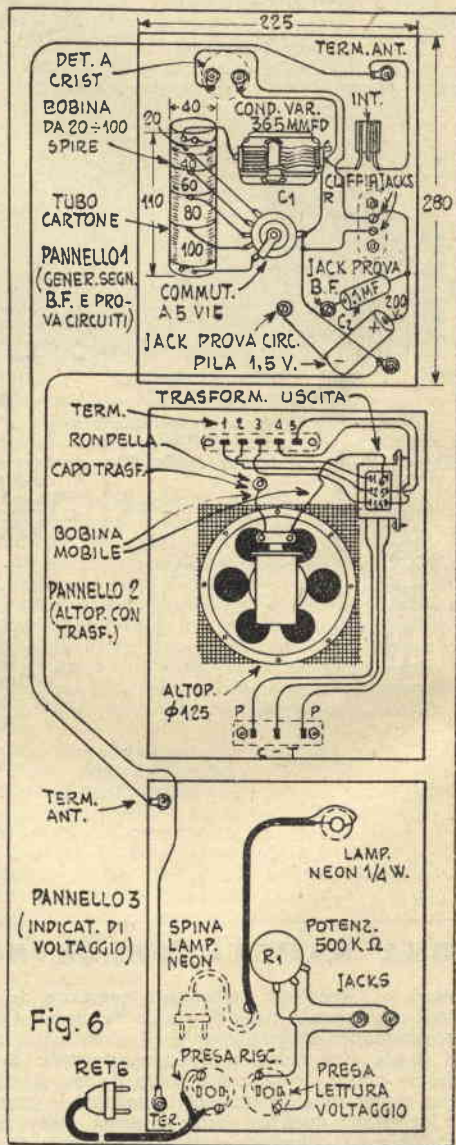 225
DET. A
CRIST
TERM. ANT.
BOBINA
DA 20÷100
SPIRE
40
COND. VAR.
365 MMFD
INT.
20
40
60
80
100
110
C1
R
CUFFIA JACKS
280
TUBO
CARTONE
PANNELLO 1
(GENER. SEGN.
B.F. E PRO-
VA CIRCUITI)
COMMUT.
A 5 VIE
JACK PROVA
B.F.
.1 MF
C2
200
JACK PROVA CIRC.
PILA 1,5 V.
-
TRASFORM. USCITA
TERM.
1 2 3 4 5
RONDELLA
CAPO TRASF.
BOBINA
MOBILE
PANNELLO 2
(ALTOP. CON
TRASF.)
ALTOP.
φ125
P P
TERM.
ANT.
LAMP.
NEON 1/4 W.
PANNELLO 3
(INDICAT. DI
VOLTAGGIO)
SPINA
LAMP.
NEON
POTENZ.
500 K Ω
R1
JACKS
Fig. 6
RETE
TER.
PRESA RISC.
PRESA
LETTURA
VOLTAGGIO